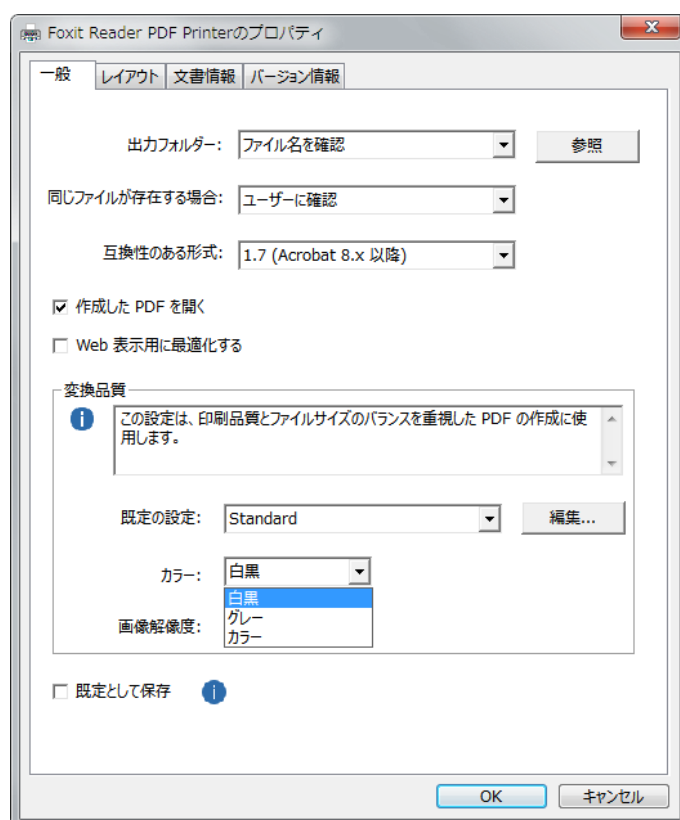 Foxit Reader PDF Printerのプロパティ
一般 レイアウト 文書情報 バージョン情報
出力フォルダー: ファイル名を確認 参照
同じファイルが存在する場合: ユーザーに確認
互換性のある形式: 1.7 (Acrobat 8.x 以降)
作成した PDF を開く
Web 表示用に最適化する
変換品質
この設定は、印刷品質とファイルサイズのバランスを重視した PDF の作成に使
用します。
既定の設定: Standard 編集...
カラー: 白黒
白黒
グレー
画像解像度:
カラー
既定として保存
OK キャンセル